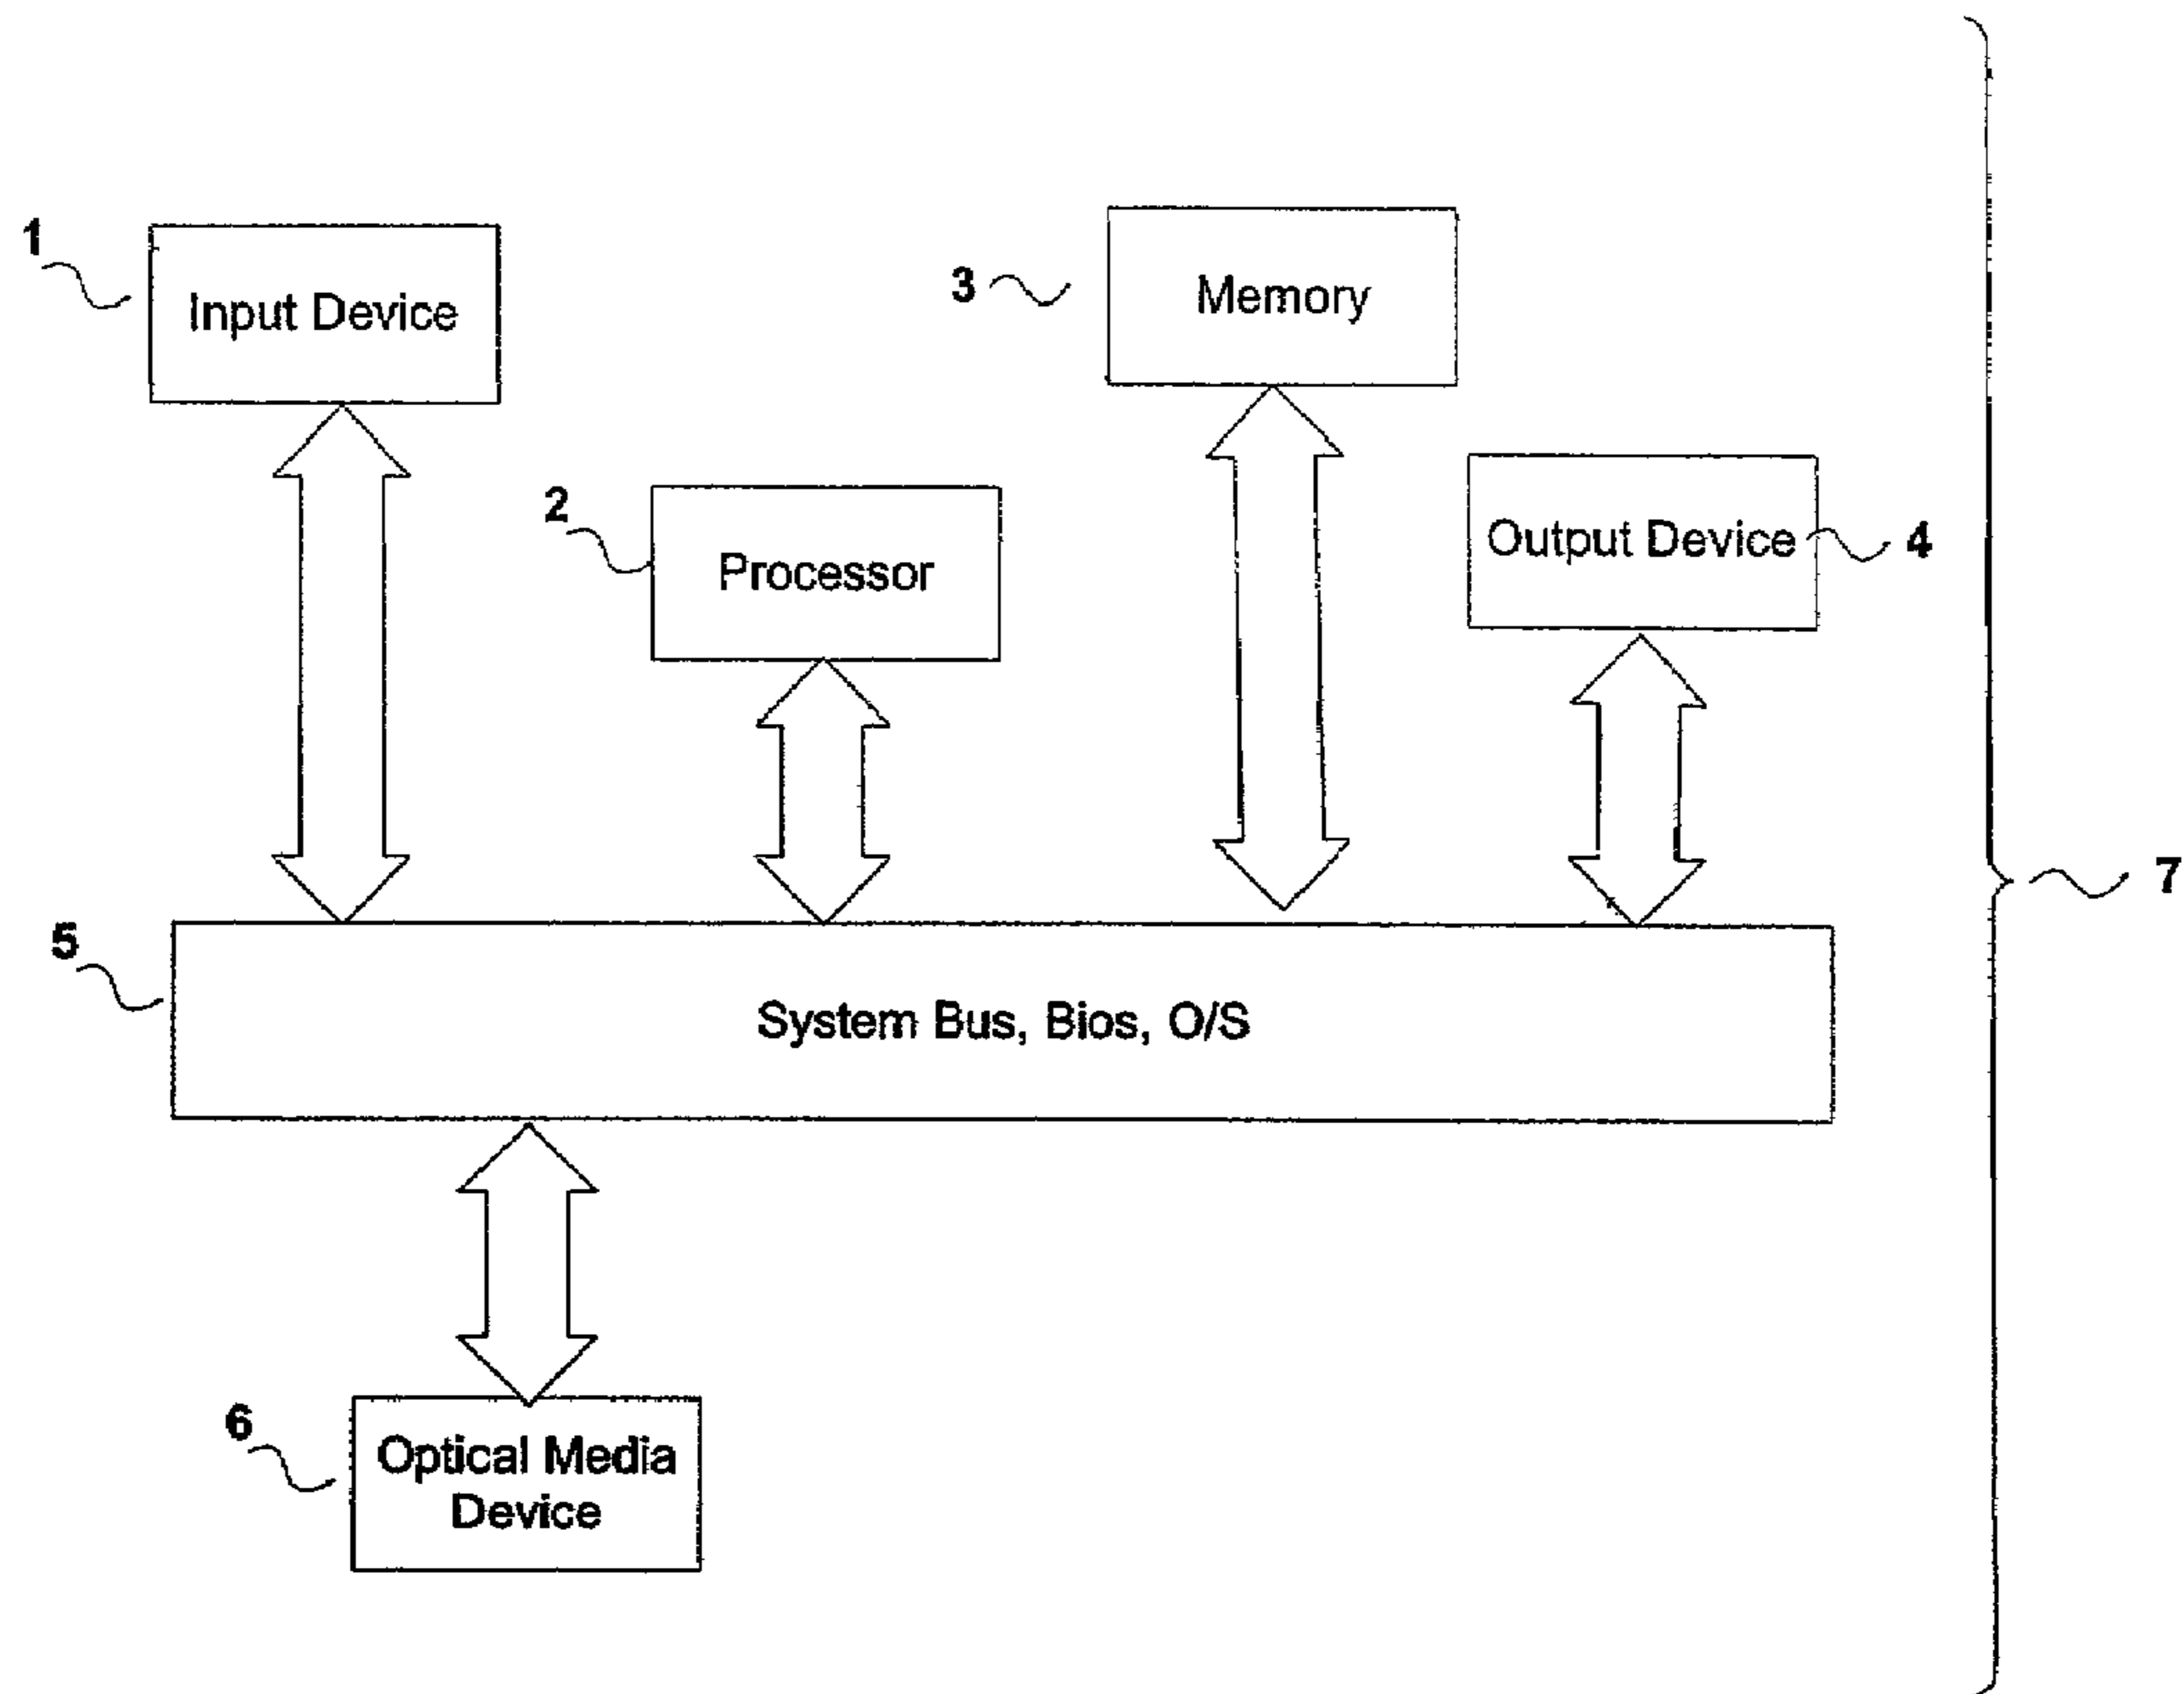 1
Input Device
3
Memory
2
Processor
Output Device
4
7
5
System Bus, Bios, O/S
6
Optical Media
Device